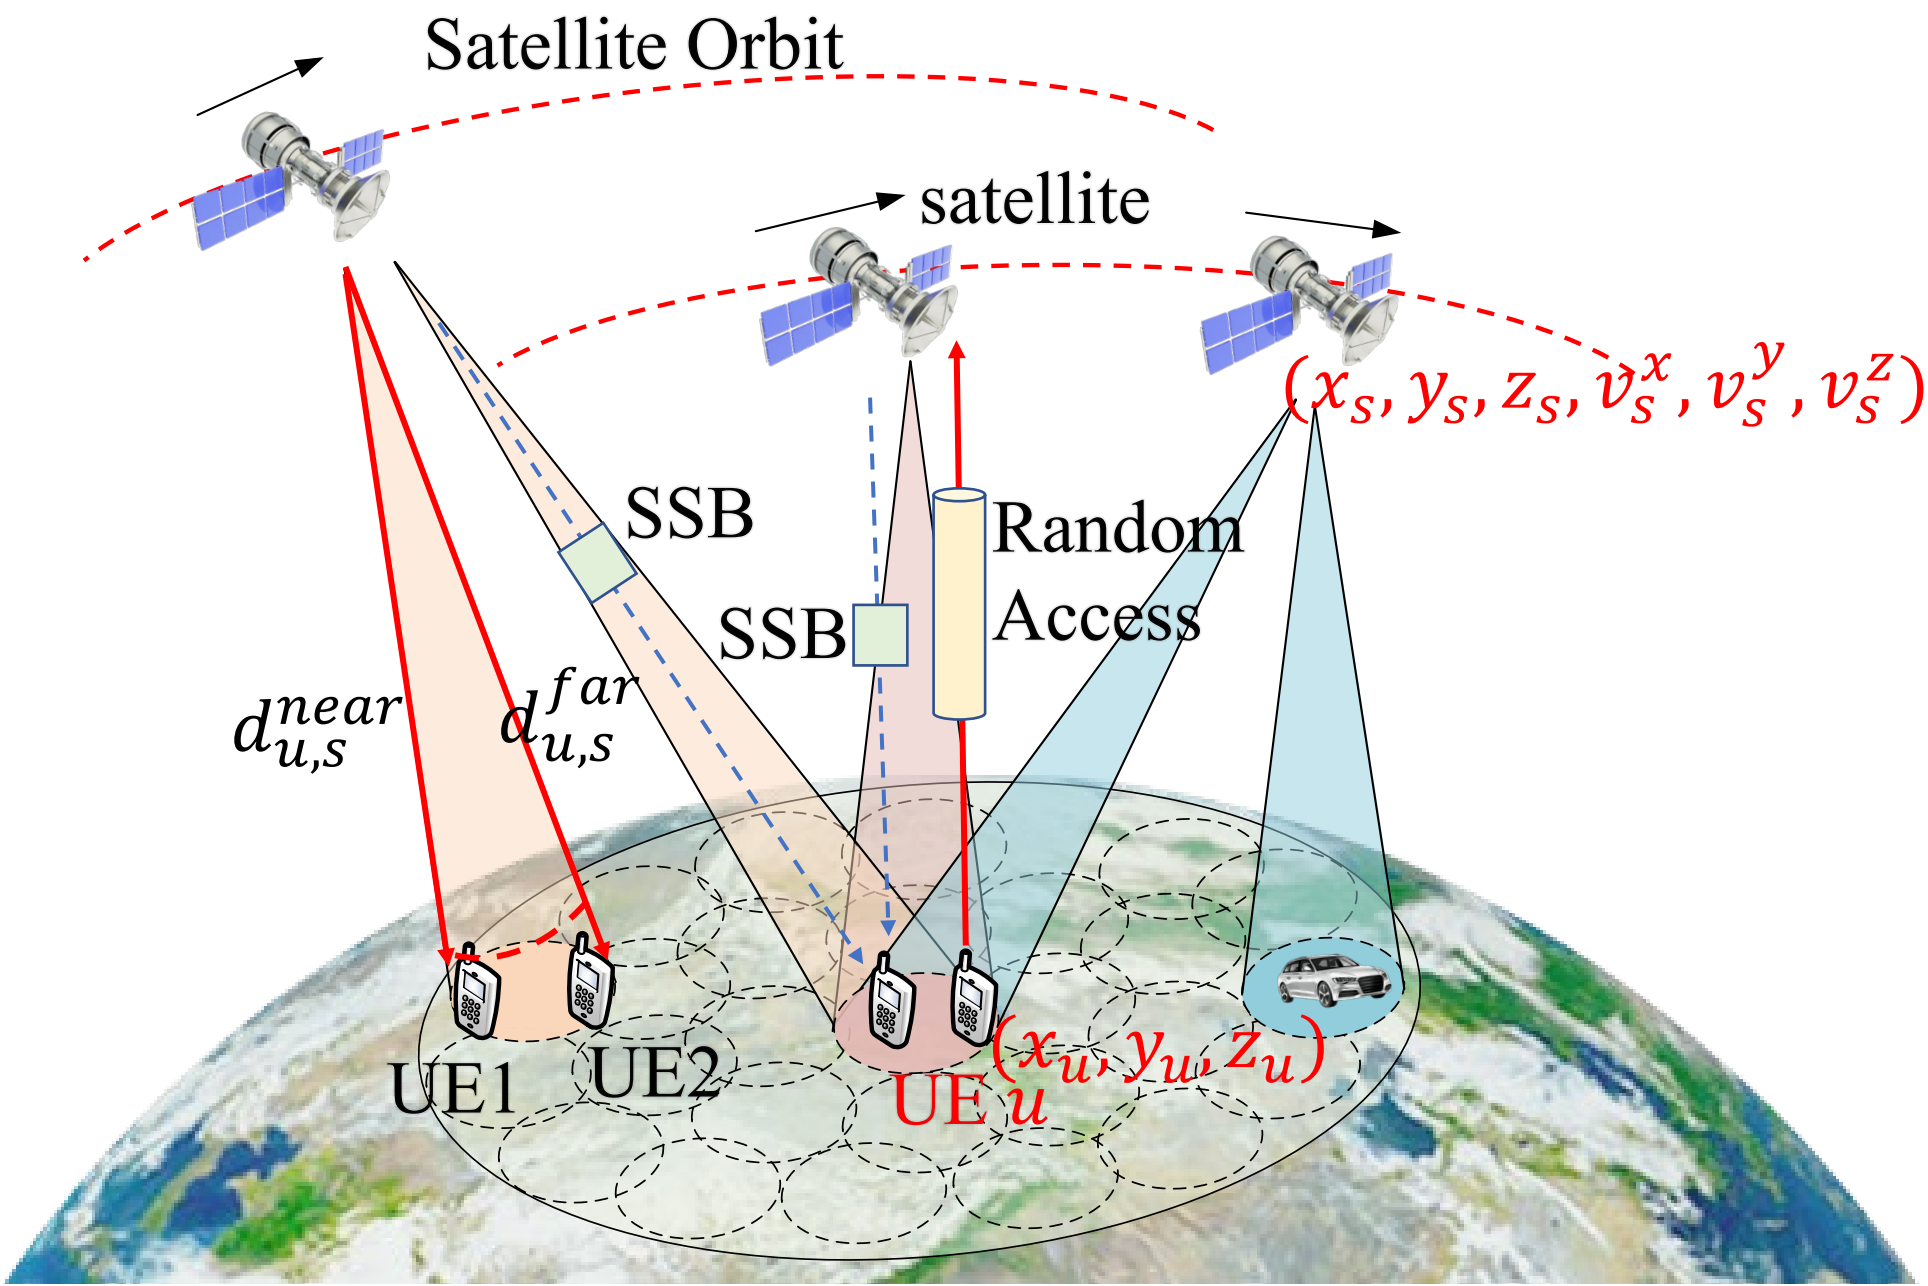 Satellite Orbit
satellite
(x_s, y_s, z_s, v_s^x, v_s^y, v_s^z)
SSB
Random
Access
SSB
d_{u,s}^{near}
d_{u,s}^{far}
(x_u, y_u, z_u)
UE1
UE2
UE u